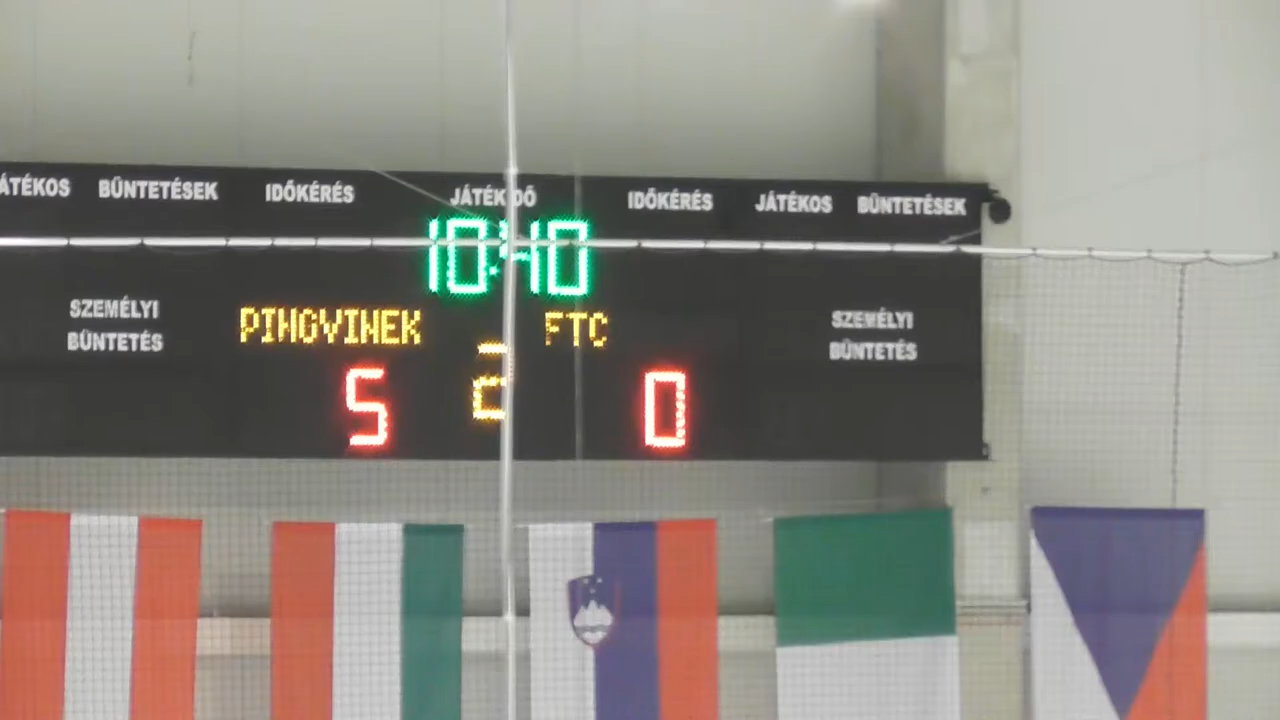 JÁTÉKOS BÜNTETÉSEK IDŐKÉRÉS JÁTÉKIDŐ IDŐKÉRÉS JÁTÉKOS BÜNTETÉSEK
10:40
SZEMÉLYI BÜNTETÉS
PINGVINEK FTC
SZEMÉLYI BÜNTETÉS
5 2 0